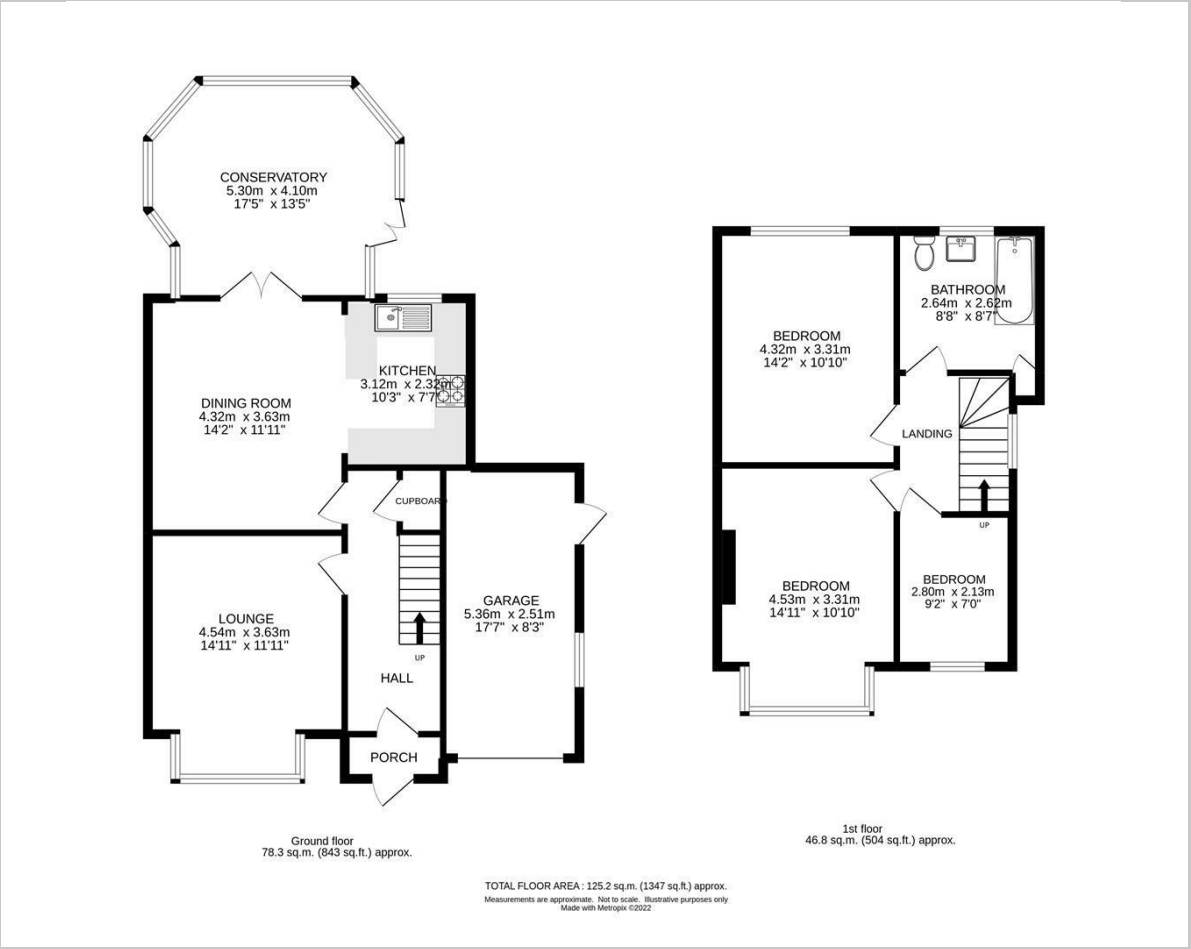 CONSERVATORY
5.30m x 4.10m
17'5" x 13'5"
KITCHEN
3.12m x 2.32m
10'3" x 7'7"
DINING ROOM
4.32m x 3.63m
14'2" x 11'11"
CUPBOARD
LOUNGE
4.54m x 3.63m
14'11" x 11'11"
GARAGE
5.36m x 2.51m
17'7" x 8'3"
UP
HALL
PORCH
Ground floor
78.3 sq.m. (843 sq.ft.) approx.
BATHROOM
2.64m x 2.62m
8'8" x 8'7"
BEDROOM
4.32m x 3.31m
14'2" x 10'10"
LANDING
UP
BEDROOM
4.53m x 3.31m
14'11" x 10'10"
BEDROOM
2.80m x 2.13m
9'2" x 7'0"
1st floor
46.8 sq.m. (504 sq.ft.) approx.
TOTAL FLOOR AREA : 125.2 sq.m. (1347 sq.ft.) approx.
Measurements are approximate. Not to scale. Illustrative purposes only
Made with Metropix ©2022